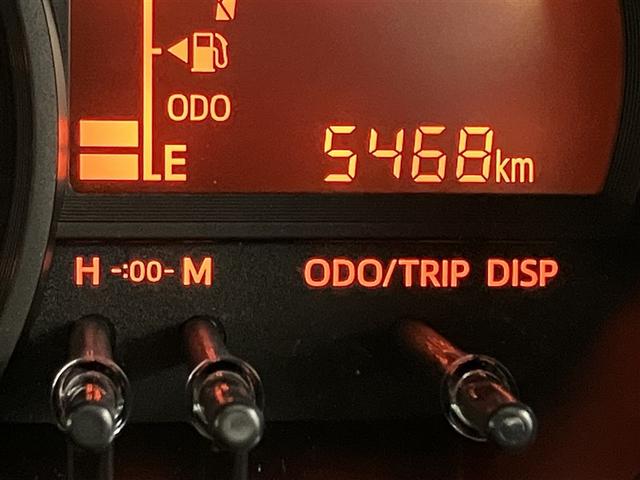 ODO
E 5468km
H -:00- M ODO/TRIP DISP